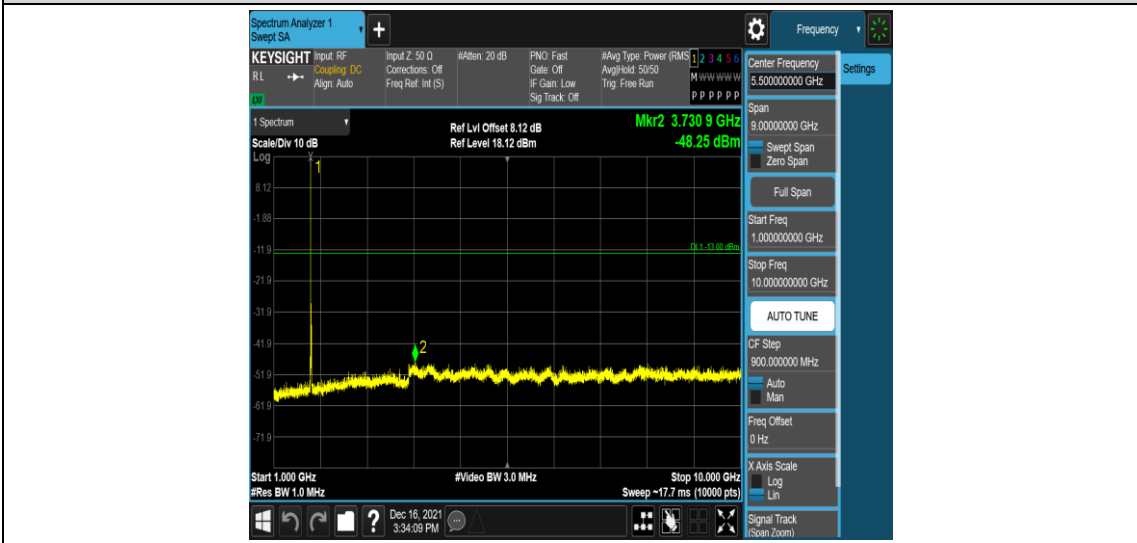 Spectrum Analyzer 1
Swept SA
+
Frequency
KEYSIGHT
Input: RF
Input Z: 50 Ω
#Atten: 20 dB
PNO: Fast
#Avg Type: Power (RMS
1 2 3 4 5 6
RL
Coupling: DC
Corrections: Off
Gate: Off
Avg|Hold: 50/50
M W W W W W
Align: Auto
Freq Ref: Int (S)
IF Gain: Low
Trig: Free Run
Sig Track: Off
P P P P P P
1 Spectrum
Ref Lvl Offset 8.12 dB
Mkr2 3.730 9 GHz
Scale/Div 10 dB
Ref Level 18.12 dBm
-48.25 dBm
Log
1
8.12
-1.88
-11.9
DL1 -13.00 dBm
-21.9
-31.9
-41.9
2
-51.9
-61.9
-71.9
Start 1.000 GHz
#Video BW 3.0 MHz
Stop 10.000 GHz
#Res BW 1.0 MHz
Sweep ~17.7 ms (10000 pts)
?
Dec 16, 2021
3:34:09 PM
Center Frequency
5.500000000 GHz
Settings
Span
9.00000000 GHz
Swept Span
Zero Span
Full Span
Start Freq
1.000000000 GHz
Stop Freq
10.000000000 GHz
AUTO TUNE
CF Step
900.000000 MHz
Auto
Man
Freq Offset
0 Hz
X Axis Scale
Log
Lin
Signal Track
(Span Zoom)